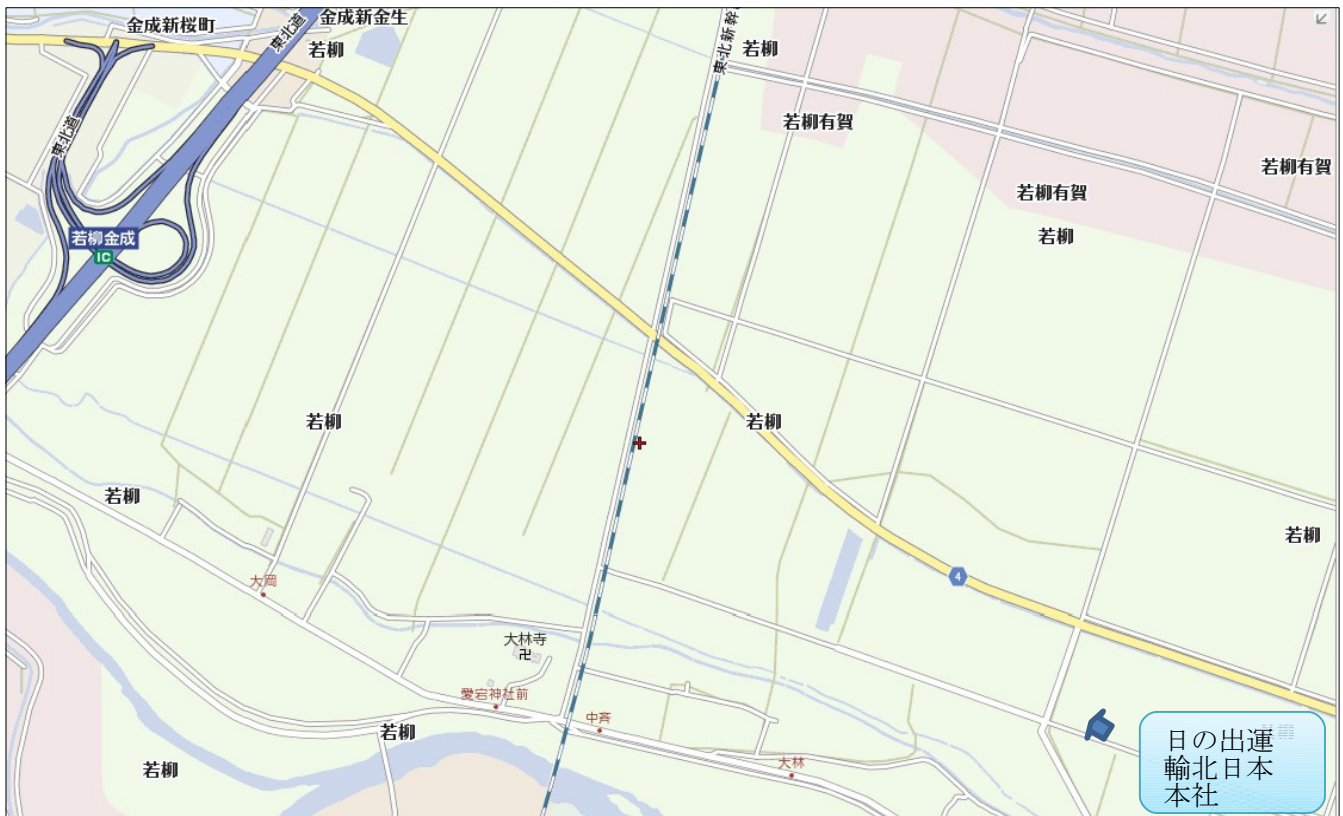 金成新桜町
金成新金生
若柳
東北道
東北新幹
若柳
若柳有賀
東北道
若柳有賀
若柳有賀
若柳
若柳金成
IC
若柳
若柳
若柳
若柳
4
大岡
大林寺
愛宕神社前
中斉
若柳
大林
若柳
日の出運
輸北日本
本社